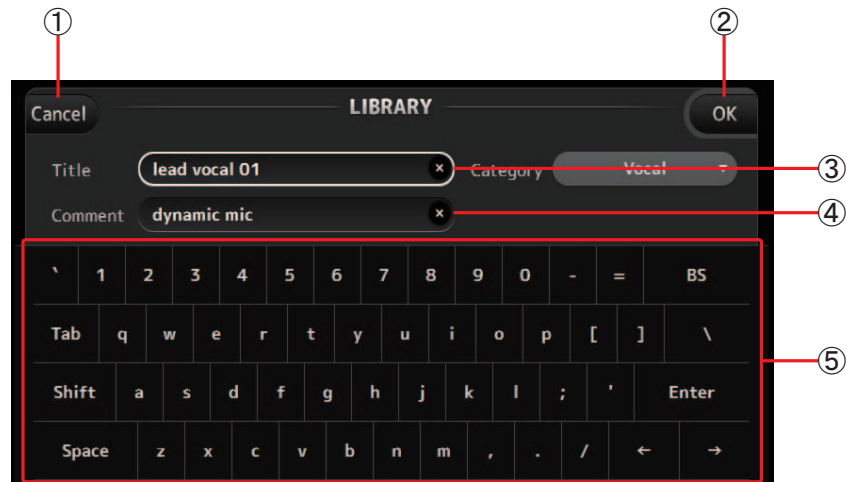 ① ②
Cancel LIBRARY OK
Title lead vocal 01 × Category Vocal ▼ ③
Comment dynamic mic × ④
` 1 2 3 4 5 6 7 8 9 0 - = BS
Tab q w e r t y u i o p [ ] \
⑤
Shift a s d f g h j k l ; ' Enter
Space z x c v b n m , . / ← →